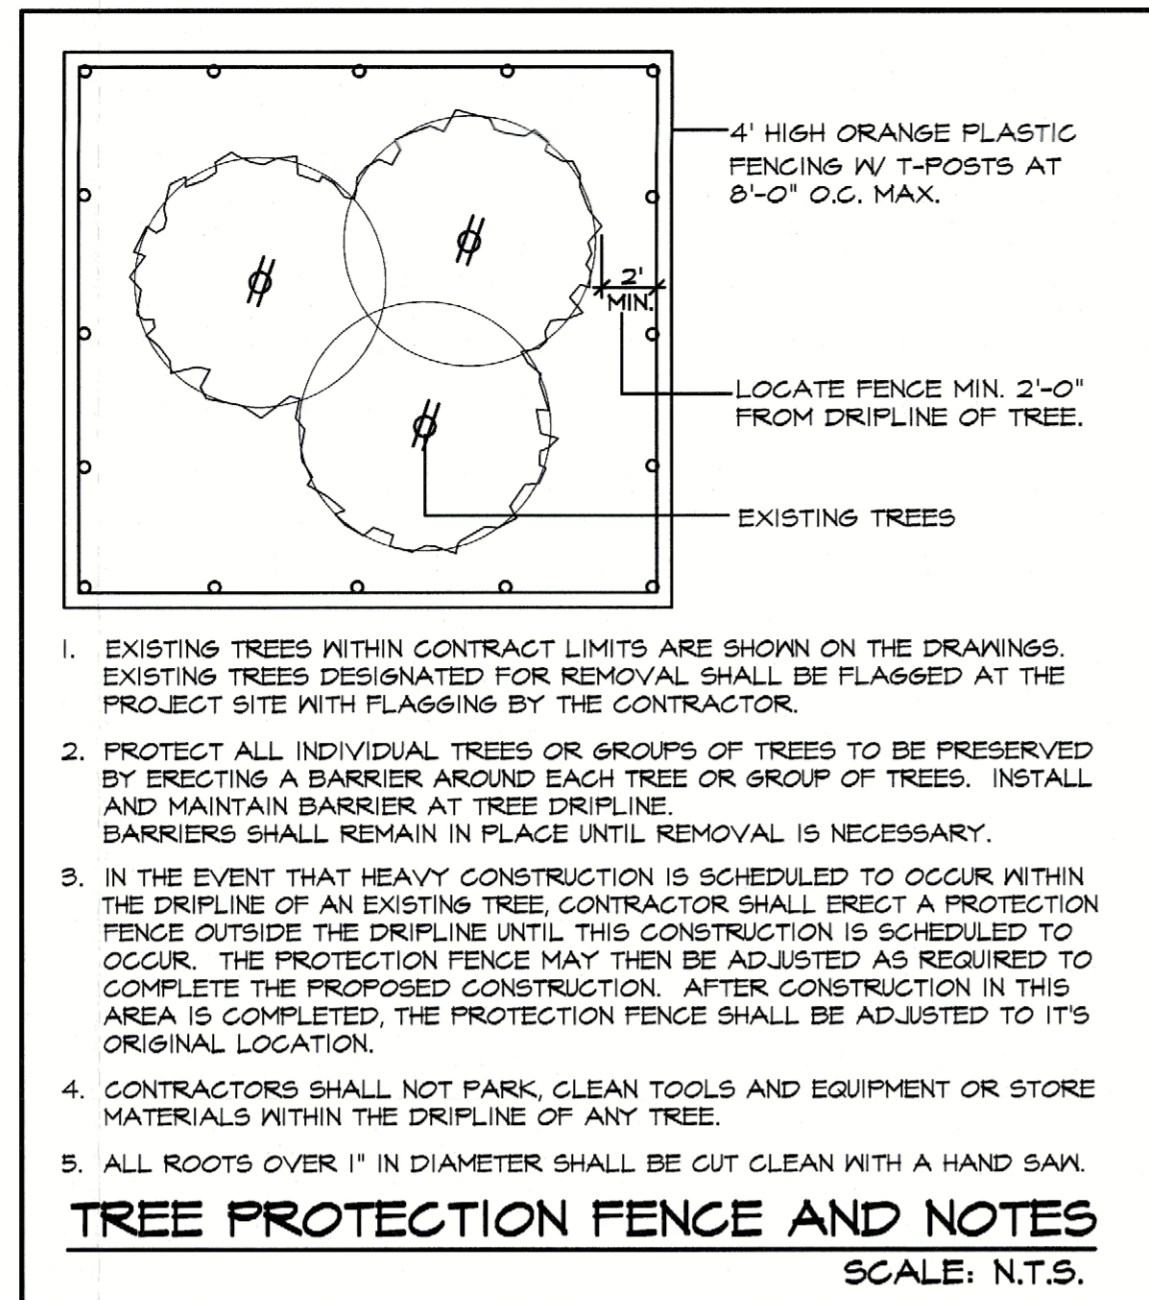 4' HIGH ORANGE PLASTIC
FENCING W/ T-POSTS AT
8'-0" O.C. MAX.
2'
MIN.
LOCATE FENCE MIN. 2'-0"
FROM DRIPLINE OF TREE.
EXISTING TREES
1. EXISTING TREES WITHIN CONTRACT LIMITS ARE SHOWN ON THE DRAWINGS.
EXISTING TREES DESIGNATED FOR REMOVAL SHALL BE FLAGGED AT THE
PROJECT SITE WITH FLAGGING BY THE CONTRACTOR.
2. PROTECT ALL INDIVIDUAL TREES OR GROUPS OF TREES TO BE PRESERVED
BY ERECTING A BARRIER AROUND EACH TREE OR GROUP OF TREES. INSTALL
AND MAINTAIN BARRIER AT TREE DRIPLINE.
BARRIERS SHALL REMAIN IN PLACE UNTIL REMOVAL IS NECESSARY.
3. IN THE EVENT THAT HEAVY CONSTRUCTION IS SCHEDULED TO OCCUR WITHIN
THE DRIPLINE OF AN EXISTING TREE, CONTRACTOR SHALL ERECT A PROTECTION
FENCE OUTSIDE THE DRIPLINE UNTIL THIS CONSTRUCTION IS SCHEDULED TO
OCCUR. THE PROTECTION FENCE MAY THEN BE ADJUSTED AS REQUIRED TO
COMPLETE THE PROPOSED CONSTRUCTION. AFTER CONSTRUCTION IN THIS
AREA IS COMPLETED, THE PROTECTION FENCE SHALL BE ADJUSTED TO IT'S
ORIGINAL LOCATION.
4. CONTRACTORS SHALL NOT PARK, CLEAN TOOLS AND EQUIPMENT OR STORE
MATERIALS WITHIN THE DRIPLINE OF ANY TREE.
5. ALL ROOTS OVER 1" IN DIAMETER SHALL BE CUT CLEAN WITH A HAND SAW.
TREE PROTECTION FENCE AND NOTES
SCALE: N.T.S.